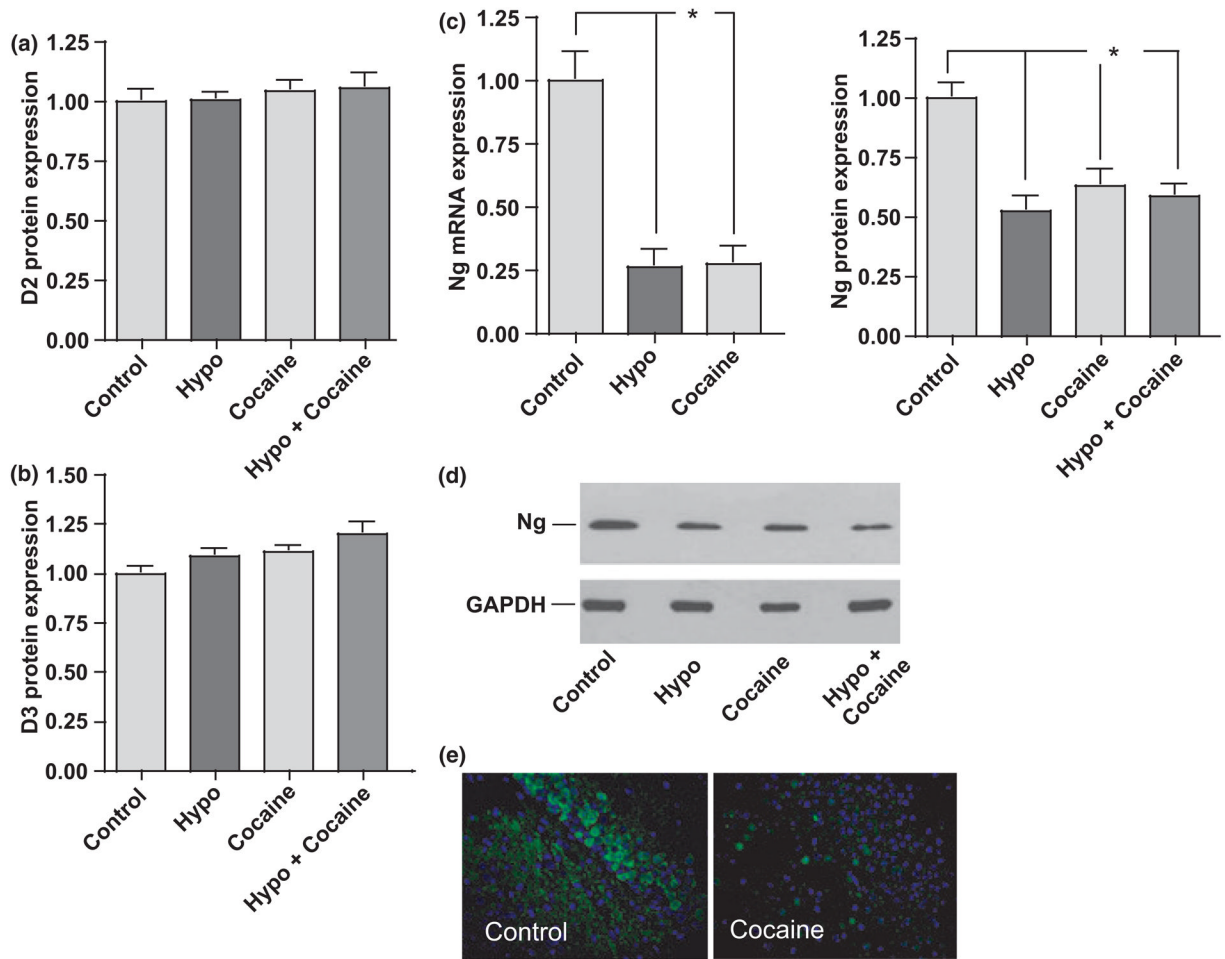 (a)
D2 protein expression
1.25
1.00
0.75
0.50
0.25
0.00
Control
Hypo
Cocaine
Hypo + Cocaine
(b)
D3 protein expression
1.50
1.25
1.00
0.75
0.50
0.25
0.00
Control
Hypo
Cocaine
Hypo + Cocaine
(c)
Ng mRNA expression
1.25
1.00
0.75
0.50
0.25
0.00
*
Control
Hypo
Cocaine
Ng protein expression
1.25
1.00
0.75
0.50
0.25
0.00
*
Control
Hypo
Cocaine
Hypo + Cocaine
(d)
Ng
GAPDH
Control
Hypo
Cocaine
Hypo +
Cocaine
(e)
Control
Cocaine